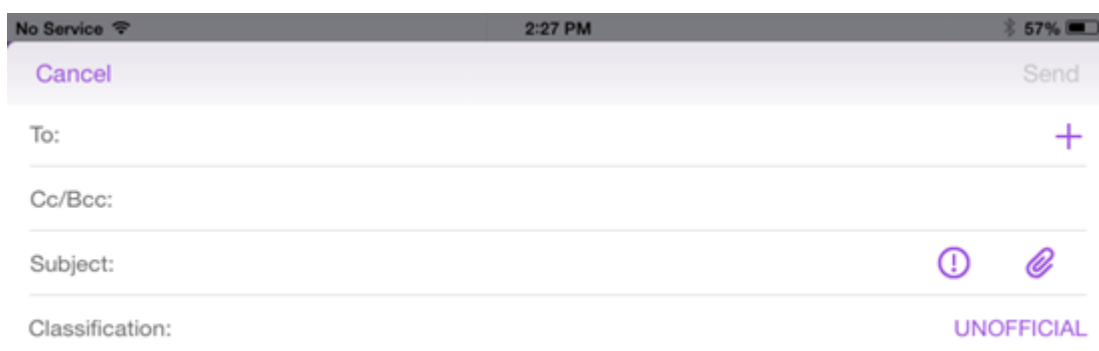 No Service 2:27 PM 57%
Cancel Send
To:
Cc/Bcc:
Subject:
Classification: UNOFFICIAL